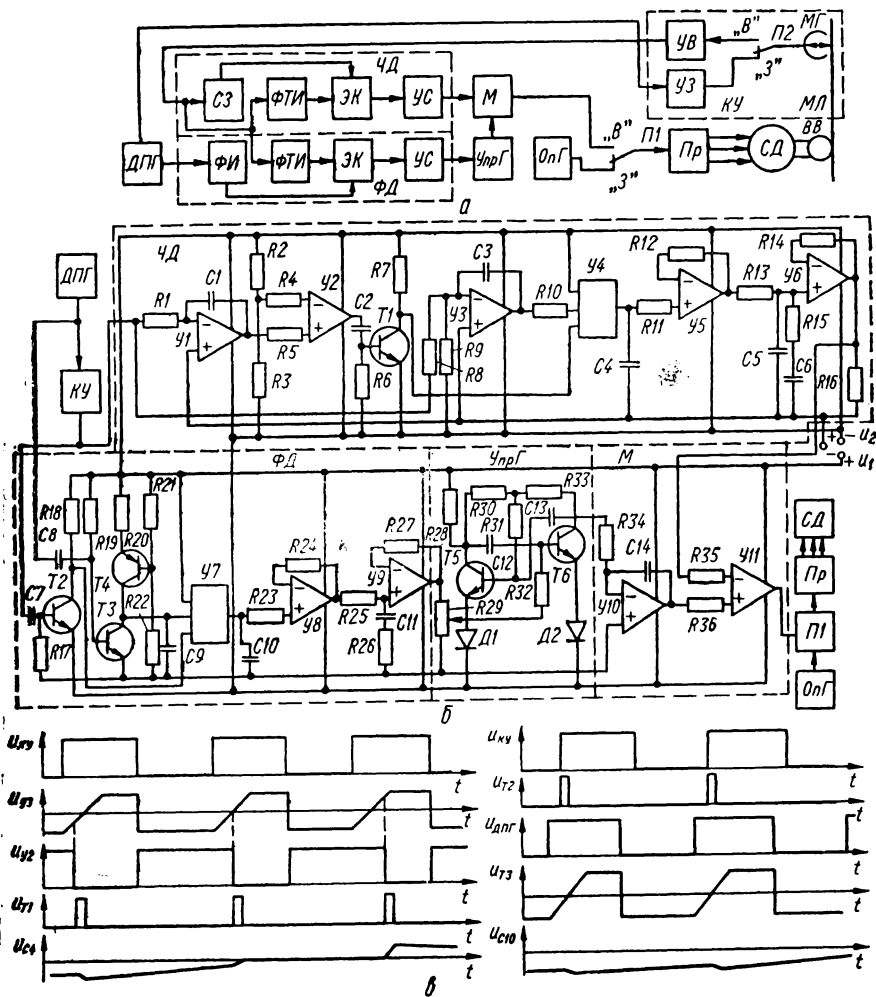 УВ
„В"
П2
МГ
„З"
УЗ
КУ
МЛ
ВВ
ЧД
СЗ
ФТИ
ЭК
УС
М
„В"
П1
„З"
ДПГ
ФИ
ФТИ
ЭК
УС
ФД
УпрГ
ОпГ
Пр
СД
а
ДПГ
КУ
ЧД
R1
C1
У1
R2
R4
R5
R3
У2
C2
T1
R6
R7
C3
У3
R9
R8
R10
У4
C4
R11
R12
У5
R13
C5
R14
У6
R15
C6
R16
+ − U2
− + U1
ФД
УпрГ
М
R18
C8
T2
C7
R17
R19
T4
R20
T3
R21
R22
C9
У7
R23
C10
R24
У8
R25
R26
C11
R27
У9
R28
R29
T5
R30
R31
C12
R32
C13
R33
T6
Д1
Д2
R34
C14
У10
R35
R36
У11
СД
Пр
П1
ОпГ
б
Uку
t
Uу3
t
Uу2
t
Uт1
t
Uс4
t
Uку
t
Uт2
t
Uдпг
t
Uт3
t
Uс10
t
в